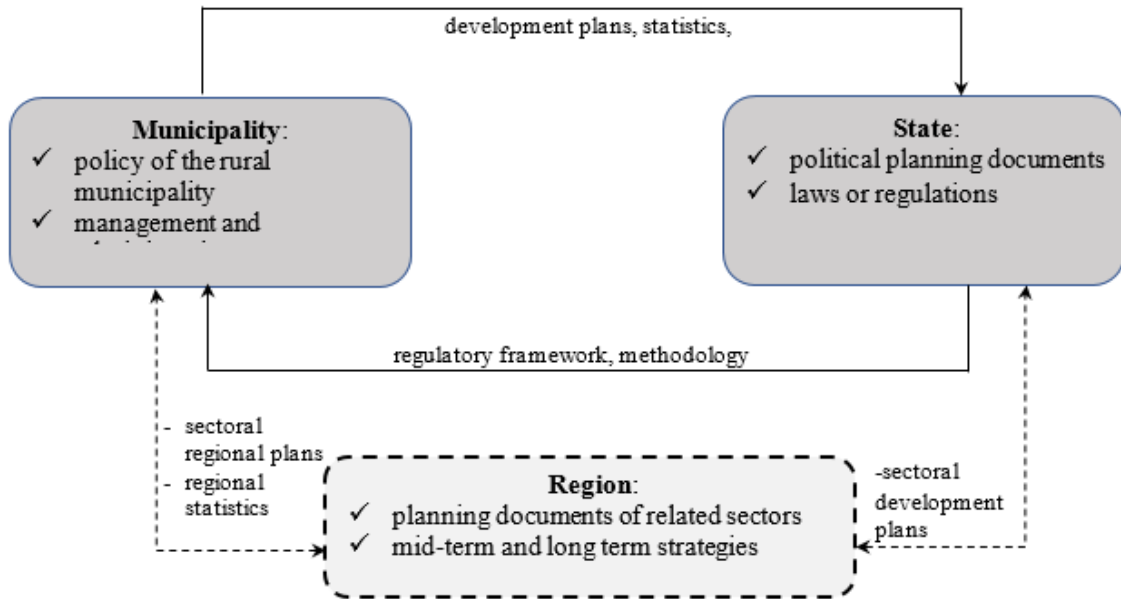 development plans, statistics,
Municipality:
✓ policy of the rural
municipality
✓ management and
State:
✓ political planning documents
✓ laws or regulations
regulatory framework, methodology
- sectoral
regional plans
- regional
statistics
Region:
✓ planning documents of related sectors
✓ mid-term and long term strategies
-sectoral
development
plans